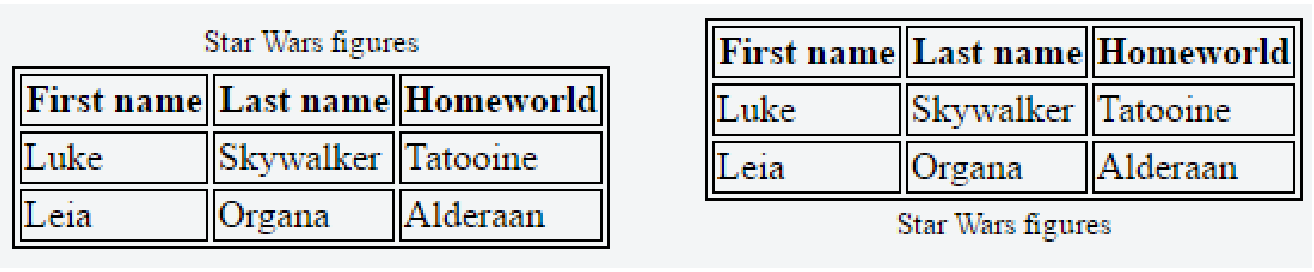 Star Wars figures
First name Last name Homeworld
Luke Skywalker Tatooine
Leia Organa Alderaan
First name Last name Homeworld
Luke Skywalker Tatooine
Leia Organa Alderaan
Star Wars figures